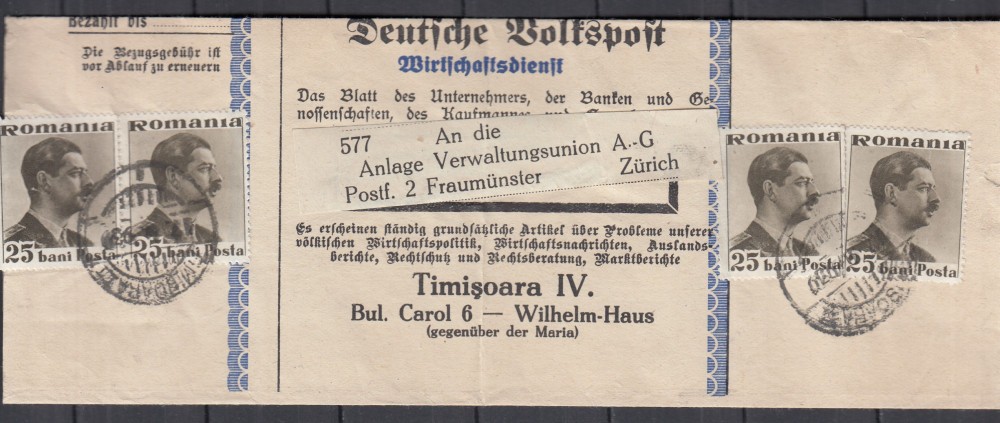 Bezahlt bis
Die Bezugsgebühr ist
vor Ablauf zu erneuern
Deutsche Volkspost
Wirtschaftsdienst
Das Blatt des Unternehmers, der Banken und Ge-
nossenschaften, des Kaufmannes
577 An die
Anlage Verwaltungsunion A.-G
Postf. 2 Fraumünster Zürich
Es erscheinen ständig grundsätzliche Artikel über Probleme unserer
völkischen Wirtschaftspolitik, Wirtschaftsnachrichten, Auslands-
berichte, Rechtschutz und Rechtsberatung, Marktberichte
Timișoara IV.
Bul. Carol 6 — Wilhelm-Haus
(gegenüber der Maria)
ROMANIA
25 bani Posta
ROMANIA
25 bani Posta
ROMANIA
25 bani Posta
ROMANIA
25 bani Posta